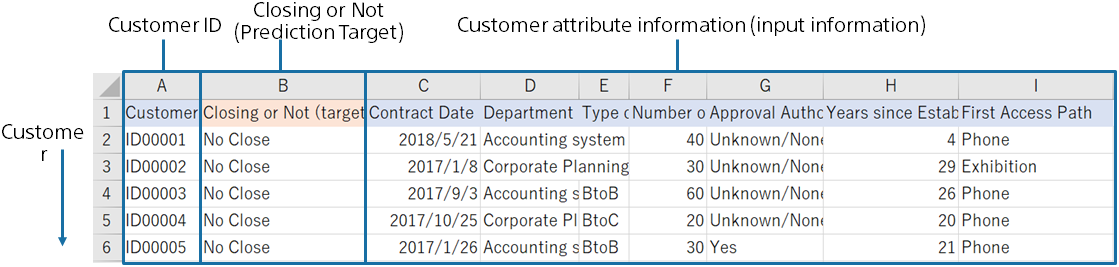 Customer ID
Closing or Not
(Prediction Target)
Customer attribute information (input information)
A B C D E F G H I
1 Customer Closing or Not (target Contract Date Department Type Number o Approval Autho Years since Estab First Access Path
Custome
r
2 ID00001 No Close 2018/5/21 Accounting system 40 Unknown/None 4 Phone
3 ID00002 No Close 2017/1/8 Corporate Planning 30 Unknown/None 29 Exhibition
4 ID00003 No Close 2017/9/3 Accounting s BtoB 60 Unknown/None 26 Phone
5 ID00004 No Close 2017/10/25 Corporate Pl BtoC 20 Unknown/None 20 Phone
6 ID00005 No Close 2017/1/26 Accounting s BtoB 30 Yes 21 Phone